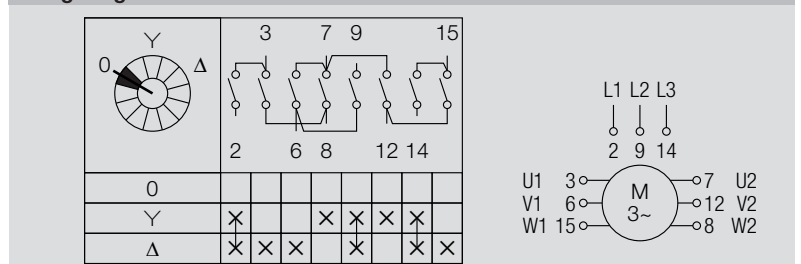 3 7 9 15
Y
0 Δ
2 6 8 12 14
0
Y × × × × ×
Δ × × × × × ×
L1 L2 L3
2 9 14
U1 3 7 U2
V1 6 M 12 V2
W1 15 3~ 8 W2